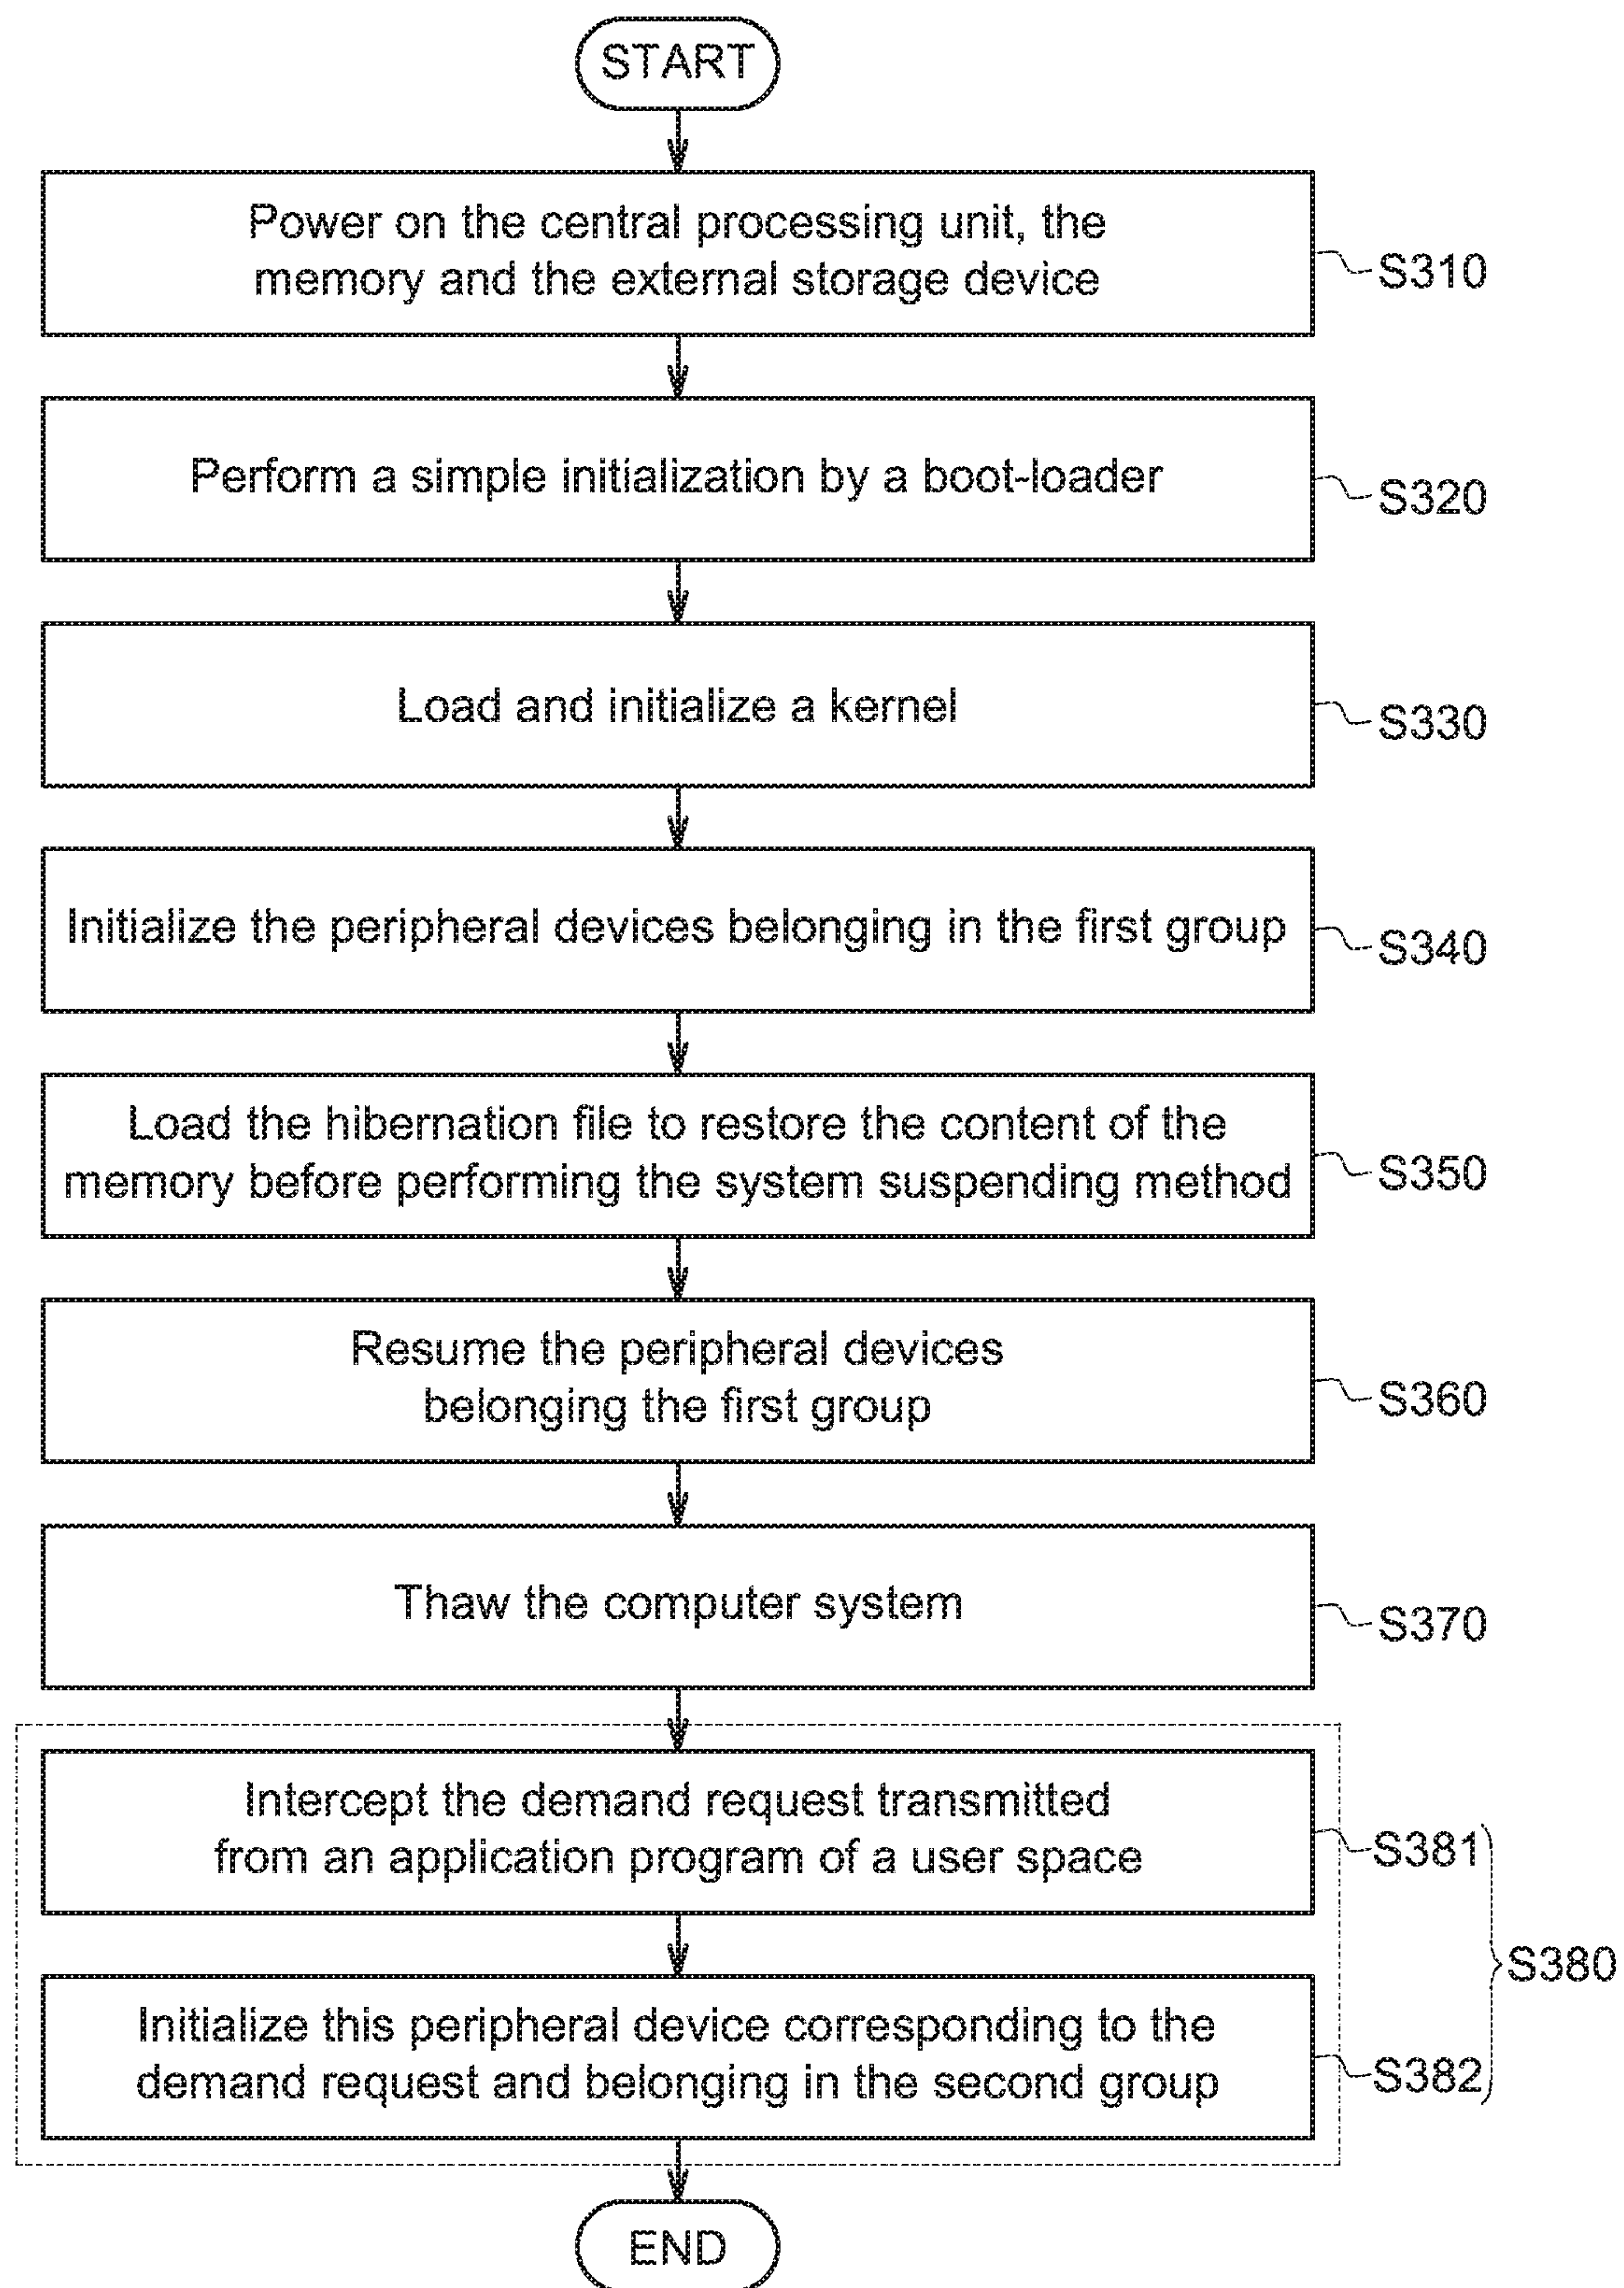 START
Power on the central processing unit, the
memory and the external storage device
S310
Perform a simple initialization by a boot-loader
S320
Load and initialize a kernel
S330
Initialize the peripheral devices belonging in the first group
S340
Load the hibernation file to restore the content of the
memory before performing the system suspending method
S350
Resume the peripheral devices
belonging the first group
S360
Thaw the computer system
S370
Intercept the demand request transmitted
from an application program of a user space
S381
S380
Initialize this peripheral device corresponding to the
demand request and belonging in the second group
S382
END